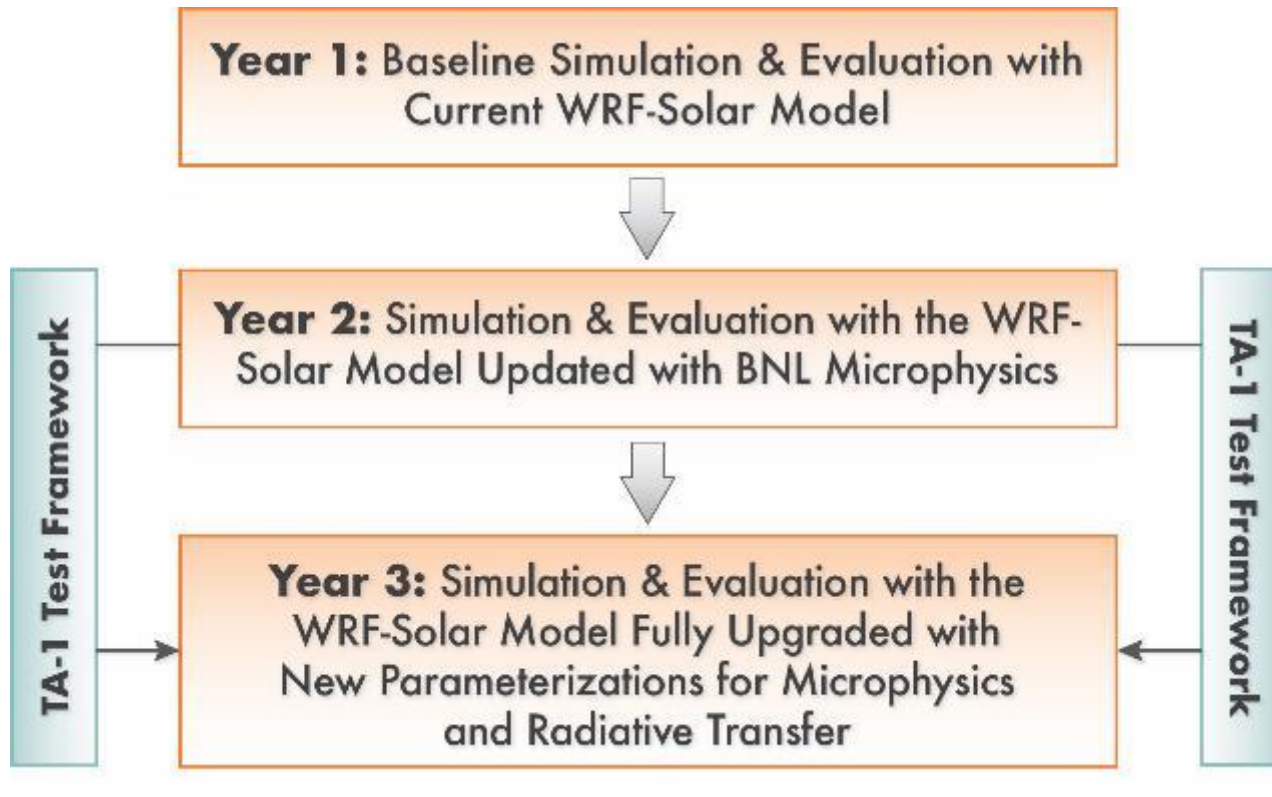 Year 1: Baseline Simulation & Evaluation with
Current WRF-Solar Model
TA-1 Test Framework
Year 2: Simulation & Evaluation with the WRF-
Solar Model Updated with BNL Microphysics
TA-1 Test Framework
Year 3: Simulation & Evaluation with the
WRF-Solar Model Fully Upgraded with
New Parameterizations for Microphysics
and Radiative Transfer